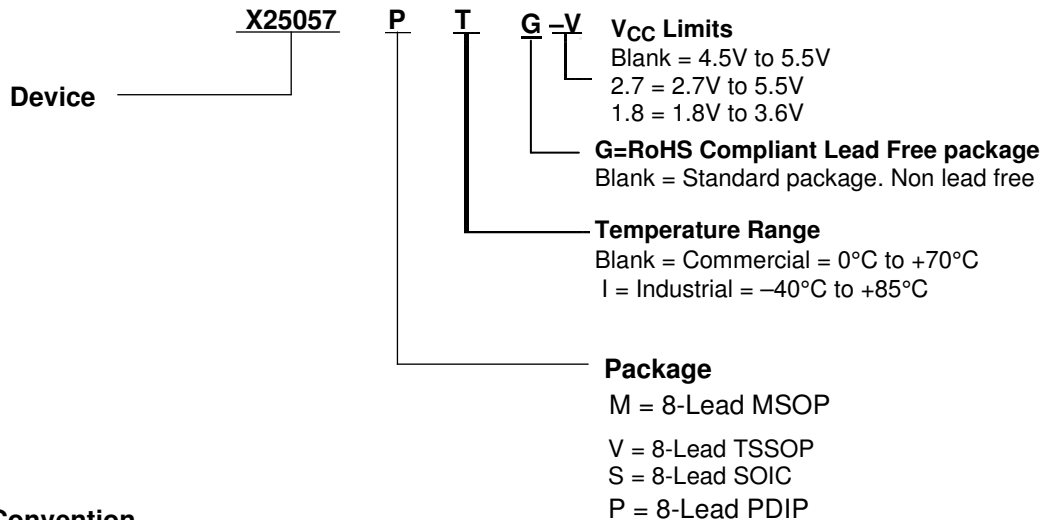 X25057 P T G –V
Device
VCC Limits
Blank = 4.5V to 5.5V
2.7 = 2.7V to 5.5V
1.8 = 1.8V to 3.6V
G=RoHS Compliant Lead Free package
Blank = Standard package. Non lead free
Temperature Range
Blank = Commercial = 0°C to +70°C
I = Industrial = –40°C to +85°C
Package
M = 8-Lead MSOP
V = 8-Lead TSSOP
S = 8-Lead SOIC
P = 8-Lead PDIP
Convention